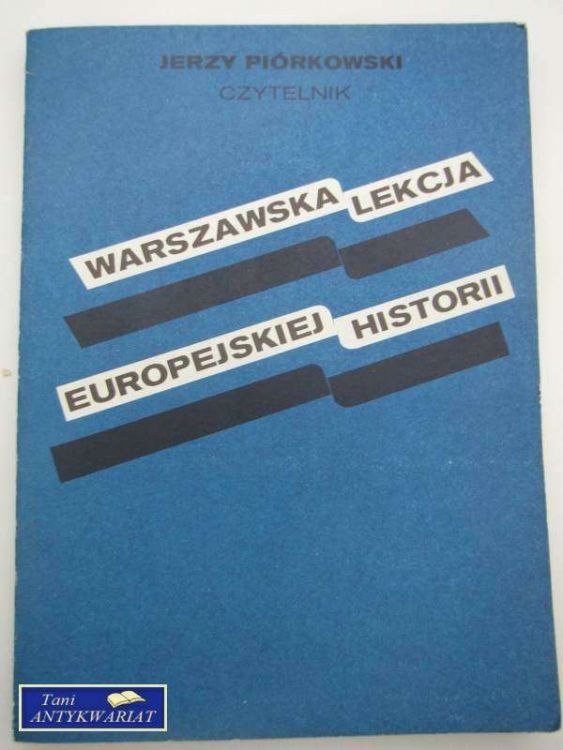 JERZY PIÓRKOWSKI
CZYTELNIK
WARSZAWSKA LEKCJA
EUROPEJSKIEJ HISTORII
Tani
ANTYKWARIAT